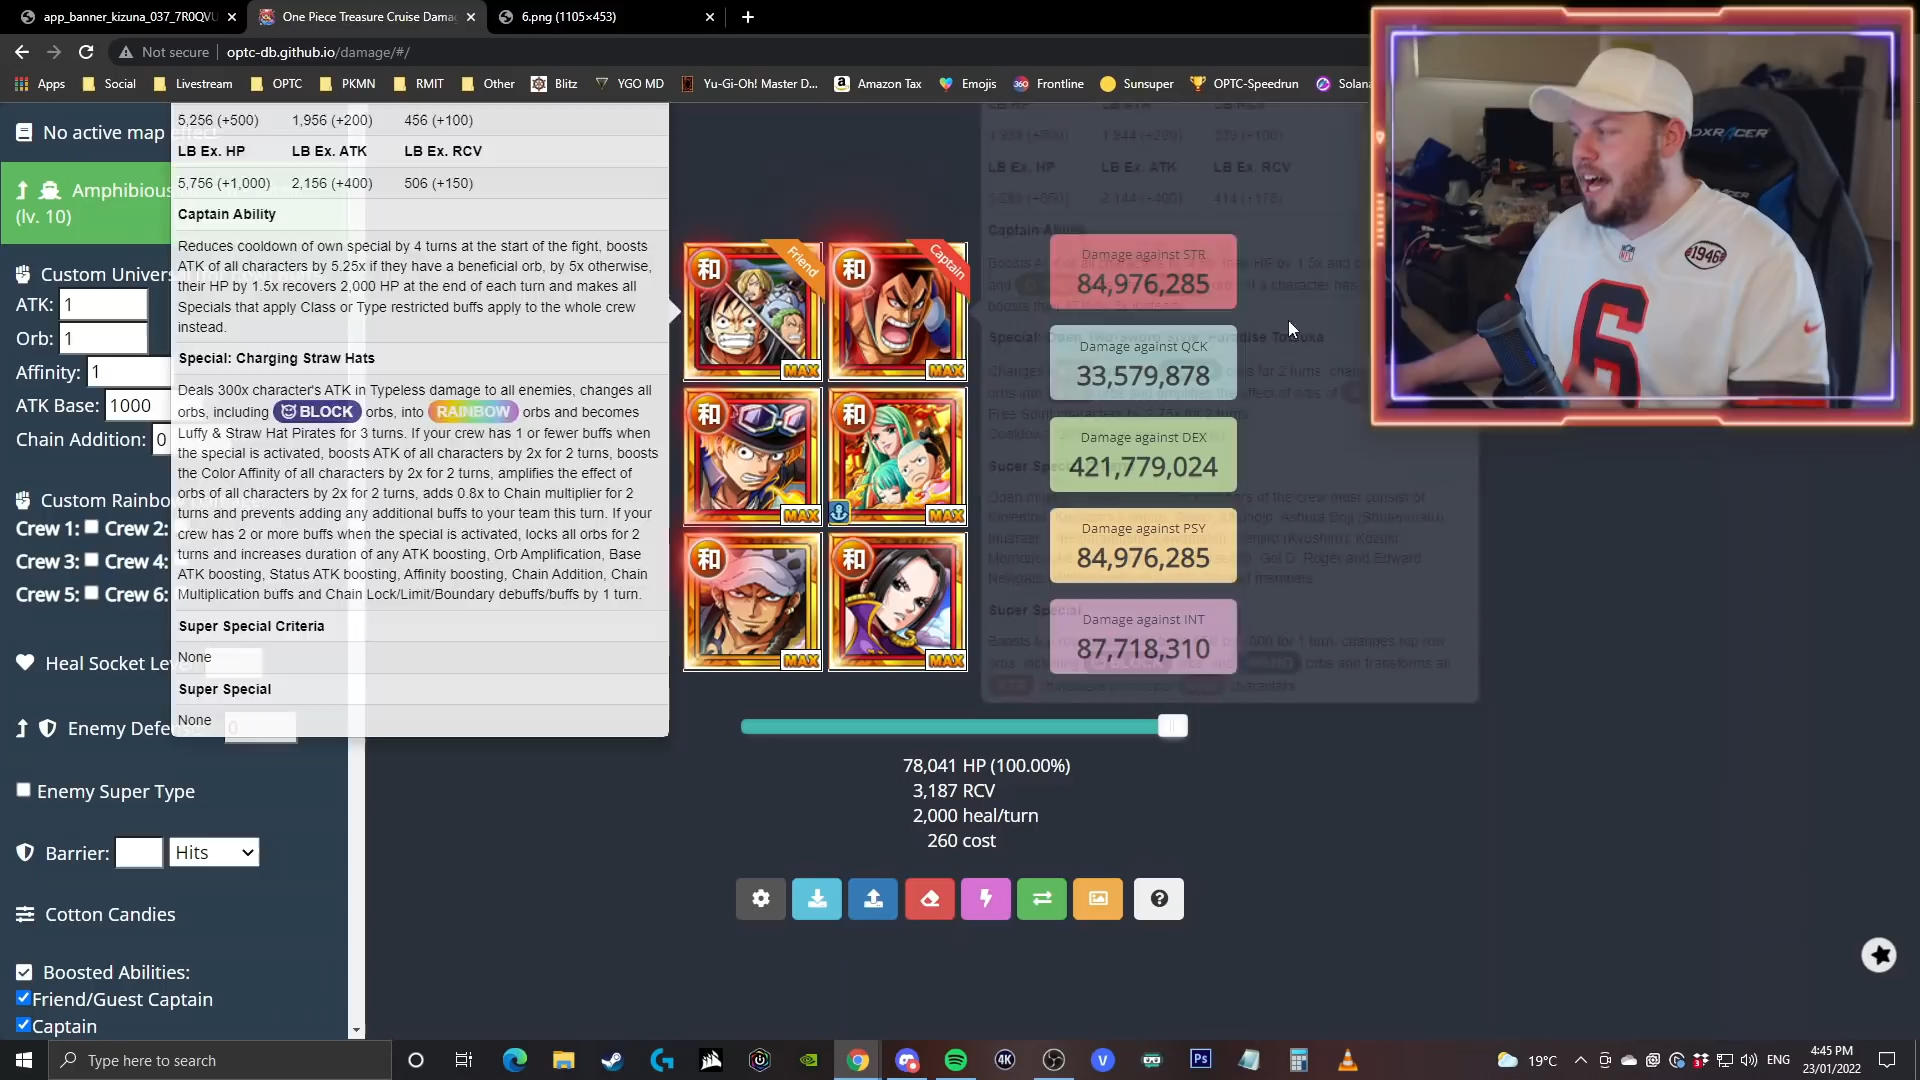 app_banner_kizuna_037_7R0QVU
One Piece Treasure Cruise Dama
6.png (1105×453)
Not secure
optc-db.github.io/damage/#/
Apps
Social
Livestream
OPTC
PKMN
RMIT
Other
Blitz
YGO MD
Yu-Gi-Oh! Master D...
Amazon Tax
Emojis
360
Frontline
Sunsuper
OPTC-Speedrun
Solana
No active map effect
Amphibious
(lv. 10)
Custom Univers
ATK: 1
Orb: 1
Affinity: 1
ATK Base: 1000
Chain Addition: 0
Custom Rainbow
Crew 1: Crew 2:
Crew 3: Crew 4:
Crew 5: Crew 6:
Heal Socket Leve
Enemy Defense: 0
Enemy Super Type
Barrier: Hits
Cotton Candies
Boosted Abilities:
Friend/Guest Captain
Captain
5,256 (+500) 1,956 (+200) 456 (+100)
LB Ex. HP LB Ex. ATK LB Ex. RCV
5,756 (+1,000) 2,156 (+400) 506 (+150)
Captain Ability
Reduces cooldown of own special by 4 turns at the start of the fight, boosts
ATK of all characters by 5.25x if they have a beneficial orb, by 5x otherwise,
their HP by 1.5x recovers 2,000 HP at the end of each turn and makes all
Specials that apply Class or Type restricted buffs apply to the whole crew
instead.
Special: Charging Straw Hats
Deals 300x character's ATK in Typeless damage to all enemies, changes all
orbs, including BLOCK orbs, into RAINBOW orbs and becomes
Luffy & Straw Hat Pirates for 3 turns. If your crew has 1 or fewer buffs when
the special is activated, boosts ATK of all characters by 2x for 2 turns, boosts
the Color Affinity of all characters by 2x for 2 turns, amplifies the effect of
orbs of all characters by 2x for 2 turns, adds 0.8x to Chain multiplier for 2
turns and prevents adding any additional buffs to your team this turn. If your
crew has 2 or more buffs when the special is activated, locks all orbs for 2
turns and increases duration of any ATK boosting, Orb Amplification, Base
ATK boosting, Status ATK boosting, Affinity boosting, Chain Addition, Chain
Multiplication buffs and Chain Lock/Limit/Boundary debuffs/buffs by 1 turn.
Super Special Criteria
None
Super Special
None
和
Friend
MAX
和
Captain
MAX
和
MAX
和
MAX
和
MAX
和
MAX
Damage against STR
84,976,285
Damage against QCK
33,579,878
Damage against DEX
421,779,024
Damage against PSY
84,976,285
Damage against INT
87,718,310
78,041 HP (100.00%)
3,187 RCV
2,000 heal/turn
260 cost
DXRACER
NFL
1946
6
Type here to search
4K
V
Ps
19°C
ENG
4:45 PM
23/01/2022